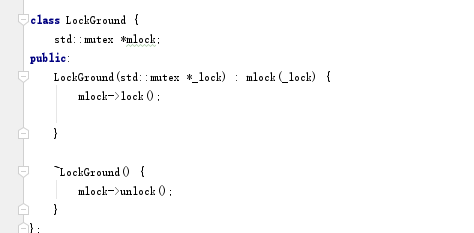 class LockGround {
std::mutex *mlock;
public:
LockGround(std::mutex *_lock) : mlock(_lock) {
mlock->lock();
}
~LockGround() {
mlock->unlock();
}
};